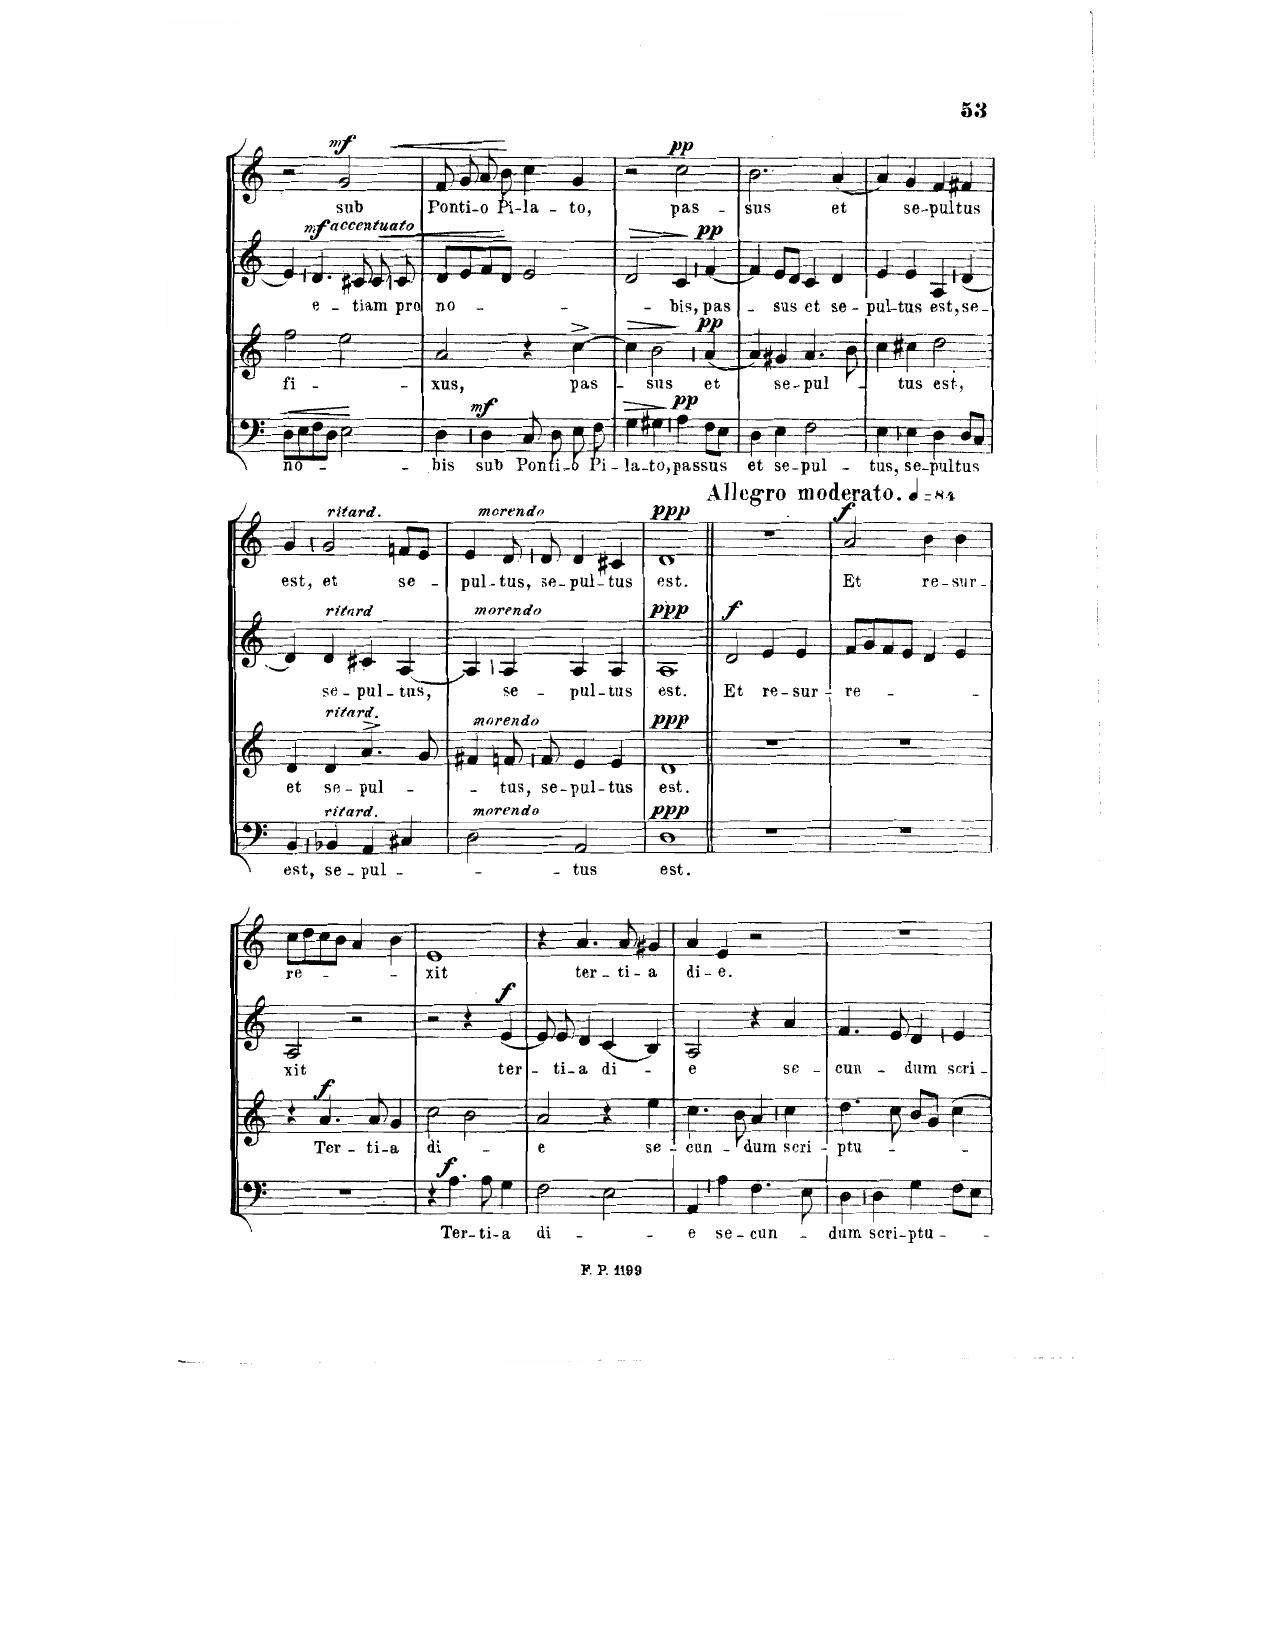 53
mf
sub Ponti-o Pi-la-to, pas-sus et se-pultus
mf accentuato pp
e-tiam pro no-bis, pas-sus et se-pul-tus est, se-
pp
fi-xus, pas-sus et se-pul-tus est,
mf pp
no-bis sub Ponti-o Pi-la-to, passus et se-pul-tus, se-pultus
Allegro moderato. ♩=84
ritard. morendo ppp f
est, et se-pul-tus, se-pul-tus est. Et re-sur-
ritard morendo ppp f
se-pul-tus, se-pul-tus est. Et re-sur-re-
ritard. morendo ppp
et se-pul-tus, se-pul-tus est.
ritard. morendo ppp
est, se-pul-tus est.
re-xit ter-ti-a di-e.
f
xit ter-ti-a di-e se-cun-dum scri-
f
Ter-ti-a di-e se-cun-dum scri-ptu-
f
Ter-ti-a di-e se-cun-dum scri-ptu-
F. P. 1199